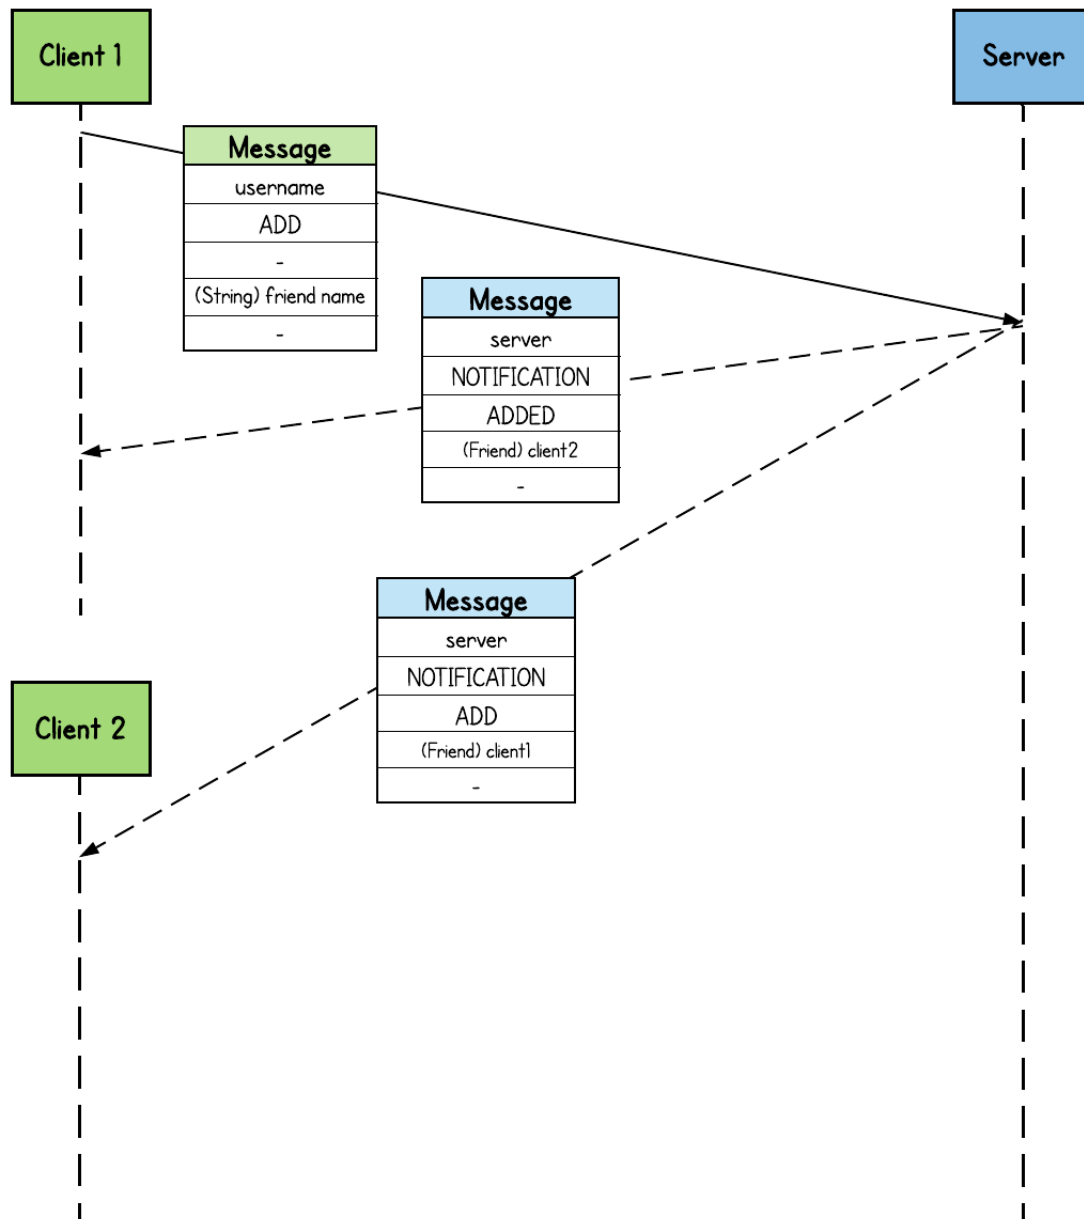 Client 1
Server
Message
username
ADD
-
(String) friend name
-
Message
server
NOTIFICATION
ADDED
(Friend) client2
-
Message
server
NOTIFICATION
ADD
(Friend) client1
-
Client 2